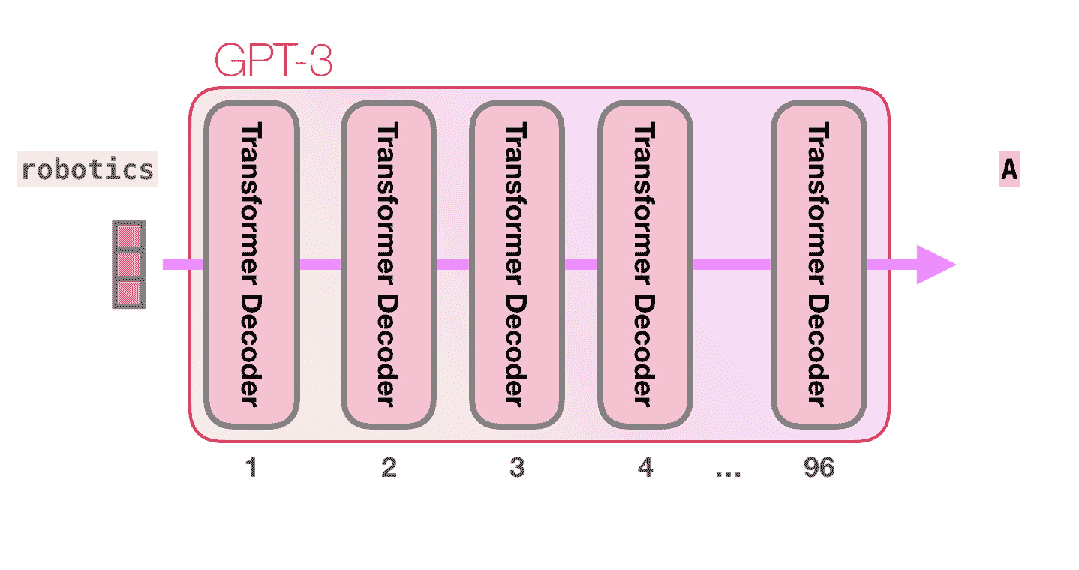 GPT-3
robotics
Transformer Decoder
Transformer Decoder
Transformer Decoder
Transformer Decoder
Transformer Decoder
A
1 2 3 4 ... 96